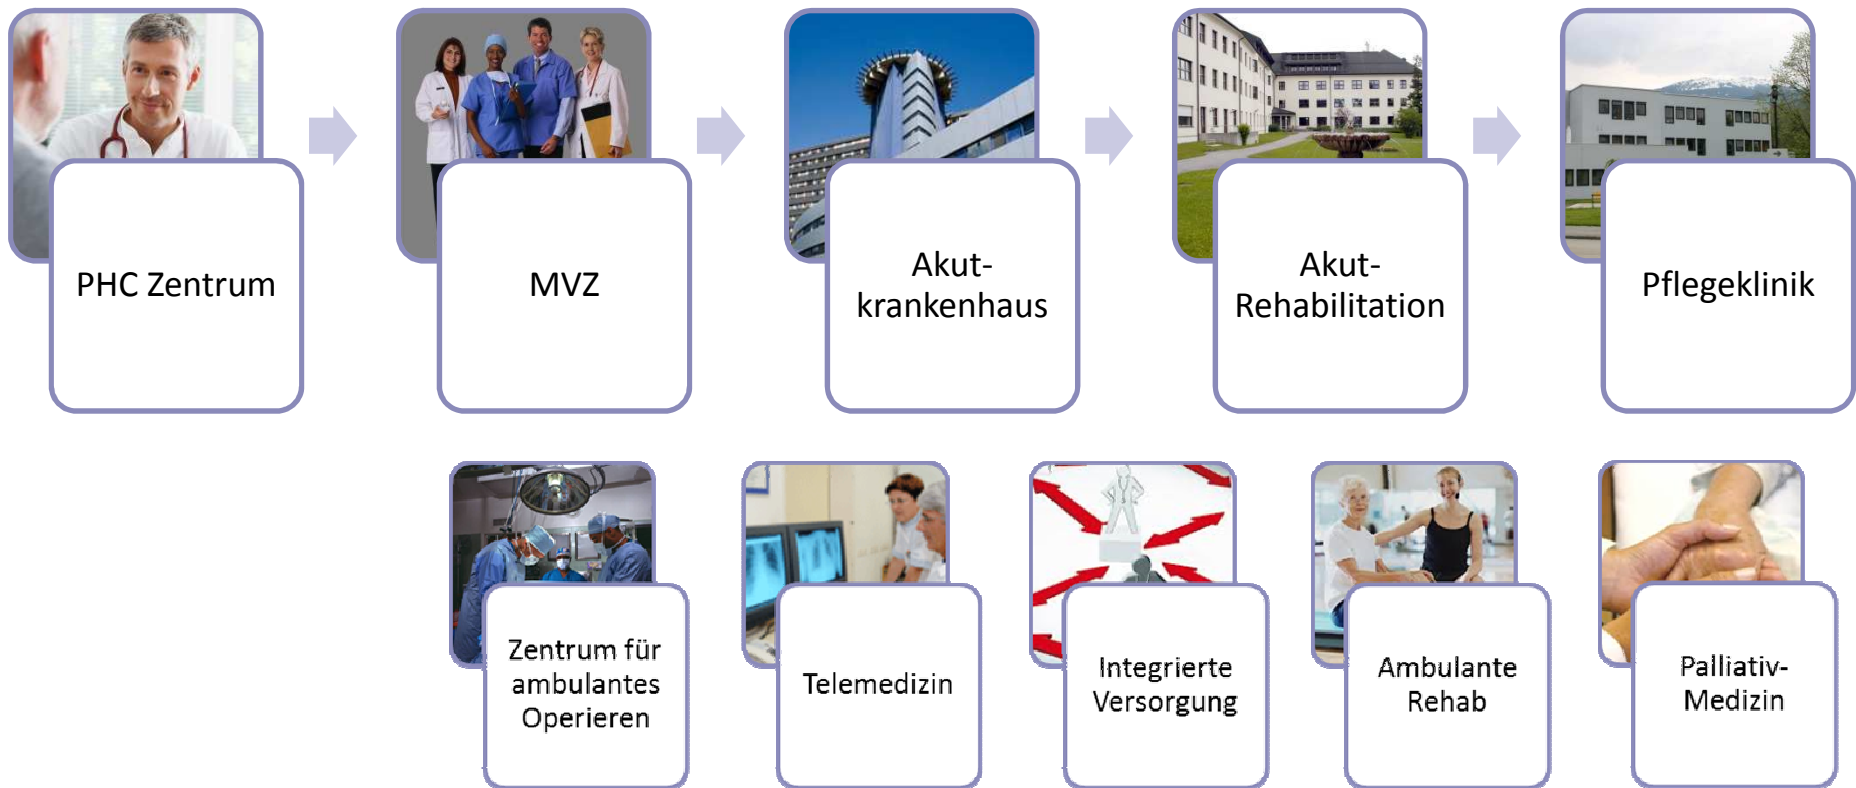 PHC Zentrum
MVZ
Akut-
krankenhaus
Akut-
Rehabilitation
Pflegeklinik
Zentrum für
ambulantes
Operieren
Telemedizin
Integrierte
Versorgung
Ambulante
Rehab
Palliativ-
Medizin